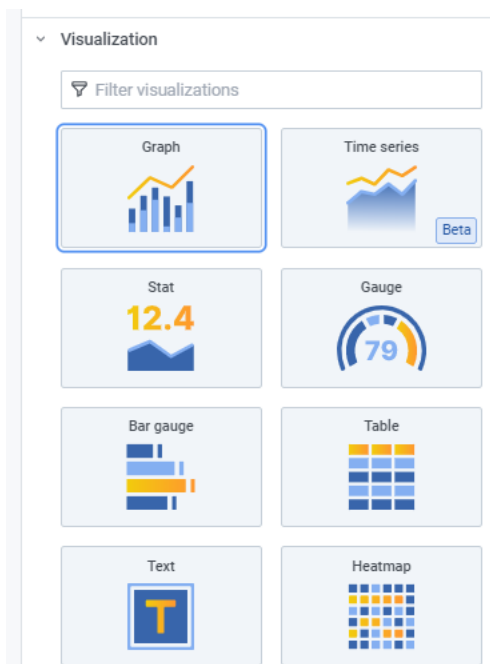 Visualization
Filter visualizations
Graph
Time series
Beta
Stat
12.4
Gauge
79
Bar gauge
Table
Text
T
Heatmap